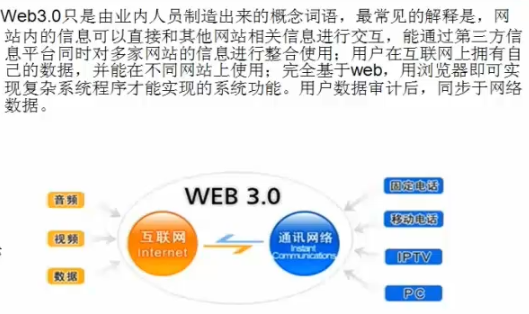 Web3.0只是由业内人员制造出来的概念词语，最常见的解释是，网
站内的信息可以直接和其他网站相关信息进行交互，能通过第三方信
息平台同时对多家网站的信息进行整合使用；用户在互联网上拥有自
己的数据，并能在不同网站上使用；完全基于web，用浏览器即可实
现复杂系统程序才能实现的系统功能。用户数据审计后，同步于网络
数据。
WEB 3.0
音频
视频
数据
互联网
Internet
通讯网络
Instant
Communications
固定电话
移动电话
IPTV
PC